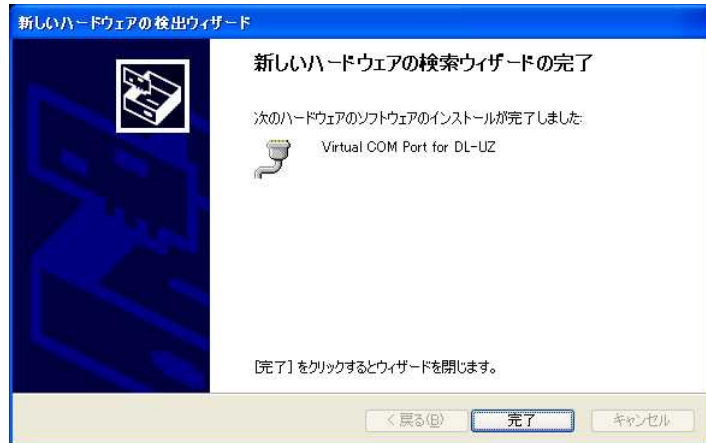 新しいハードウェアの検出ウィザード
新しいハードウェアの検索ウィザードの完了
次のハードウェアのソフトウェアのインストールが完了しました:
Virtual COM Port for DL-UZ
[完了] をクリックするとウィザードを閉じます。
< 戻る(B)
完了
キャンセル